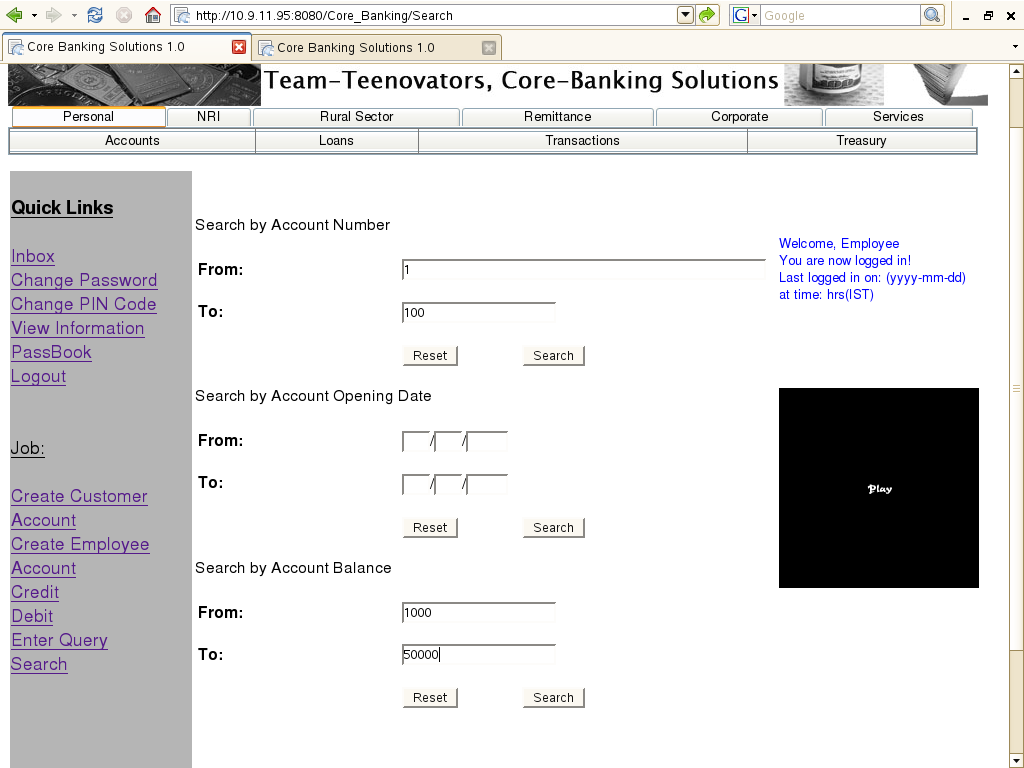 http://10.9.11.95:8080/Core_Banking/Search
G
Google
Core Banking Solutions 1.0
Core Banking Solutions 1.0
Team-Teenovators, Core-Banking Solutions
Personal NRI Rural Sector Remittance Corporate Services
Accounts Loans Transactions Treasury
Quick Links
Inbox
Change Password
Change PIN Code
View Information
PassBook
Logout
Job:
Create Customer
Account
Create Employee
Account
Credit
Debit
Enter Query
Search
Search by Account Number
From: 1
To: 100
Reset Search
Search by Account Opening Date
From: / /
To: / /
Reset Search
Search by Account Balance
From: 1000
To: 50000
Reset Search
Welcome, Employee
You are now logged in!
Last logged in on: (yyyy-mm-dd)
at time: hrs(IST)
Play